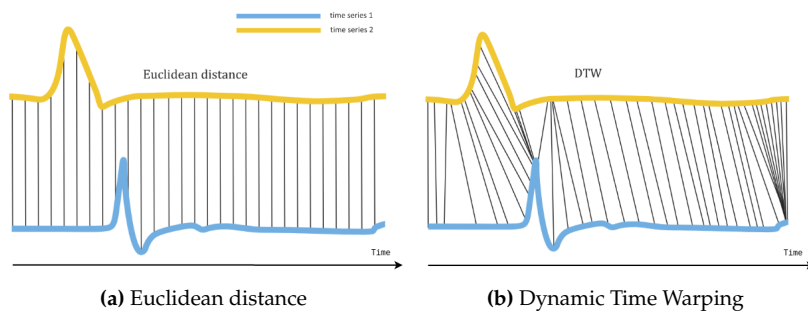 time series 1
time series 2
Euclidean distance
DTW
Time
Time
(a) Euclidean distance
(b) Dynamic Time Warping